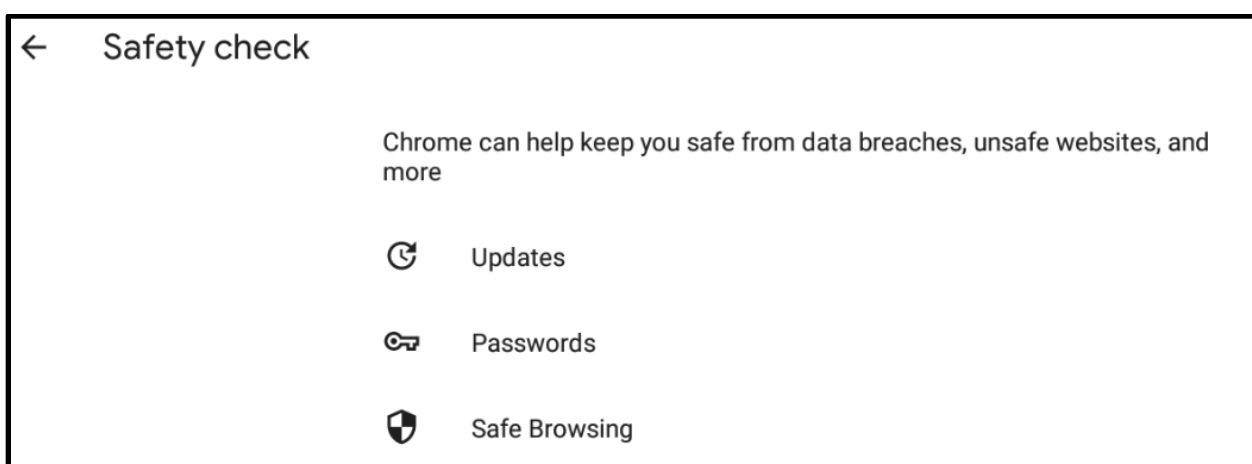 Safety check
Chrome can help keep you safe from data breaches, unsafe websites, and
more
Updates
Passwords
Safe Browsing